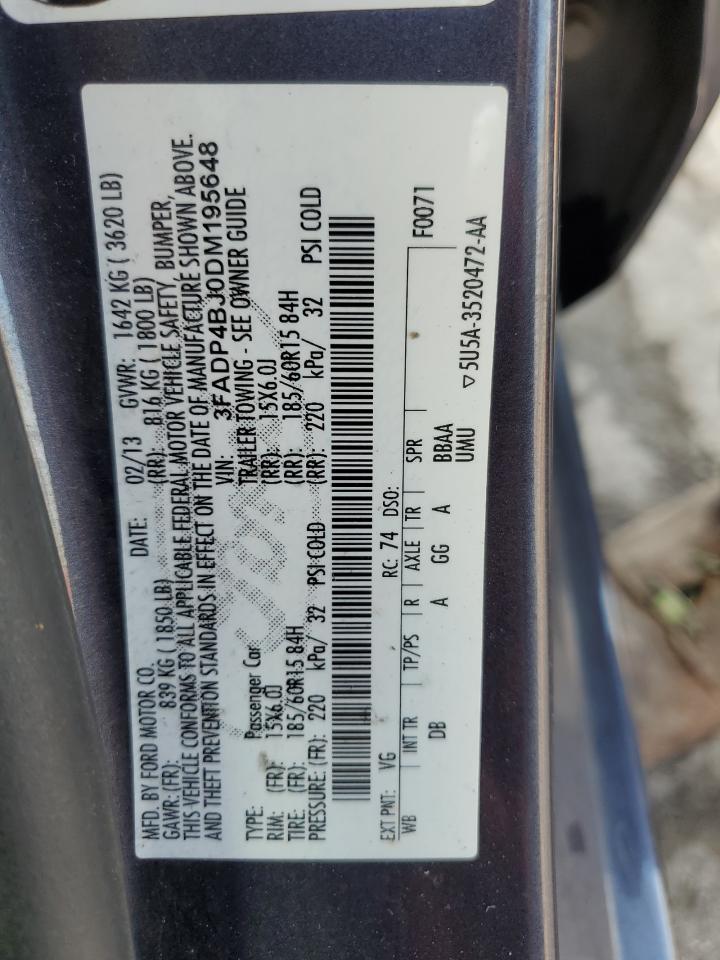 MFD. BY FORD MOTOR CO. DATE: 02/13 GVWR: 1642 KG ( 3620 LB)
GAWR: (FR): 839 KG ( 1850 LB) (RR): 816 KG ( 1800 LB)
THIS VEHICLE CONFORMS TO ALL APPLICABLE FEDERAL MOTOR VEHICLE SAFETY, BUMPER,
AND THEFT PREVENTION STANDARDS IN EFFECT ON THE DATE OF MANUFACTURE SHOWN ABOVE.
VIN: 3FADP4BJ0DM195648
TYPE: Passenger Car TRAILER TOWING - SEE OWNER GUIDE
RIM: (FR): 15X6.0J (RR): 15X6.0J
TIRE: (FR): 185/60R15 84H (RR): 185/60R15 84H
PRESSURE: (FR): 220 kPa/ 32 PSI COLD (RR): 220 kPa/ 32 PSI COLD
EXT PNT: VG RC: 74 DSO: F0071
WB INT TR TP/PS R AXLE TR SPR
DB A GG A BBAA
UMU
▽5U5A-3520472-AA